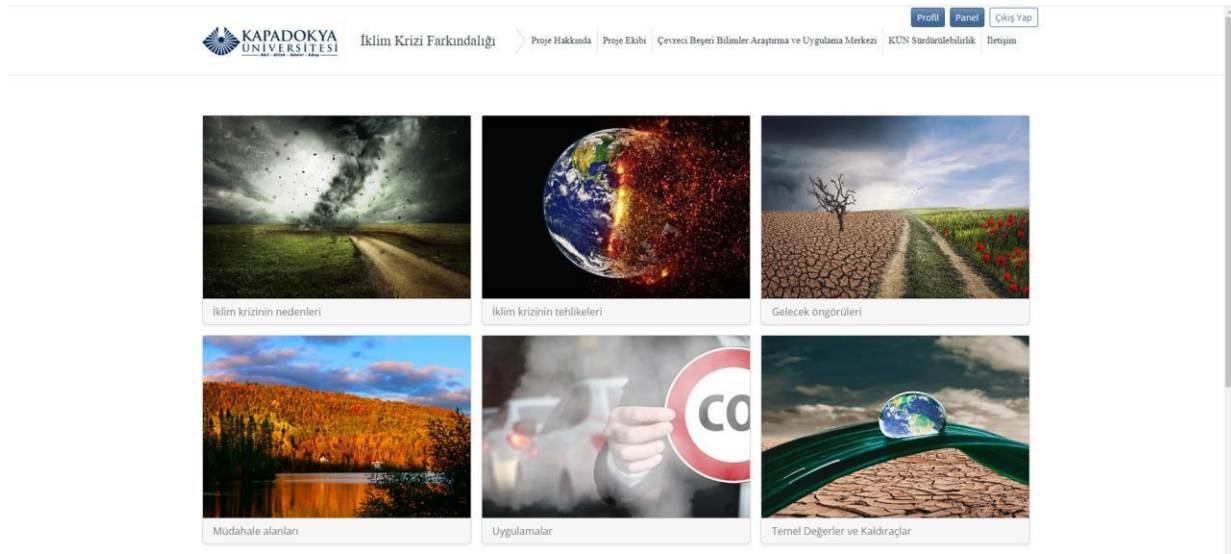 Profil Panel Çıkış Yap
KAPADOKYA
ÜNİVERSİTESİ
İklim Krizi Farkındalığı
Proje Hakkında Proje Ekibi Çevreci Beşeri Bilimler Araştırma ve Uygulama Merkezi KÜN Sürdürülebilirlik İletişim
İklim krizinin nedenleri
İklim krizinin tehlikeleri
Gelecek öngörüleri
CO
Müdahale alanları
Uygulamalar
Temel Değerler ve Kaldıraçlar